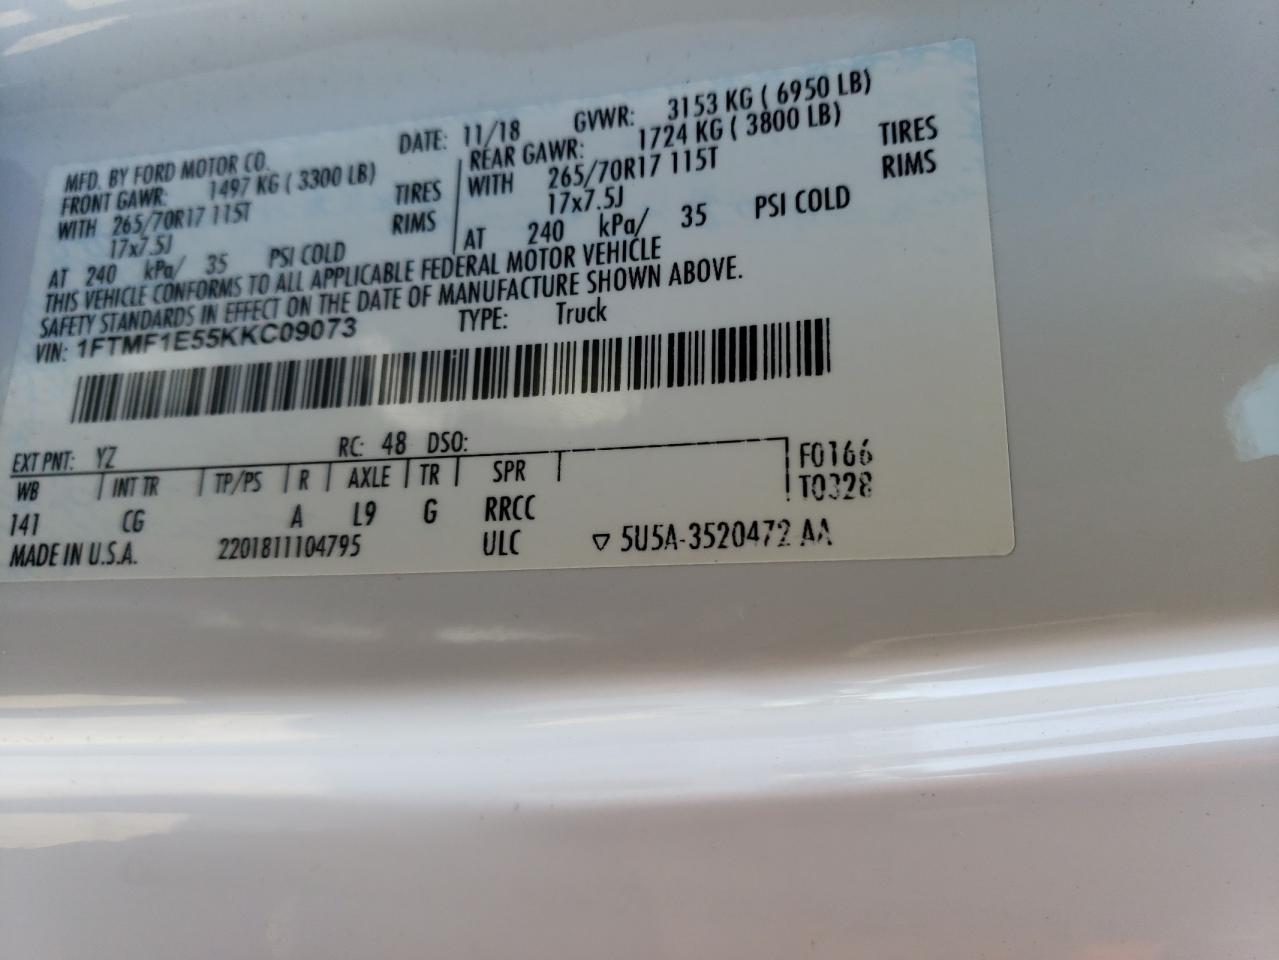 MFD. BY FORD MOTOR CO.
DATE: 11/18 GVWR: 3153 KG ( 6950 LB)
FRONT GAWR: 1497 KG ( 3300 LB)
WITH 265/70R17 115T TIRES
17x7.5J RIMS
AT 240 kPa/ 35 PSI COLD
REAR GAWR: 1724 KG ( 3800 LB)
WITH 265/70R17 115T TIRES
17x7.5J RIMS
AT 240 kPa/ 35 PSI COLD
THIS VEHICLE CONFORMS TO ALL APPLICABLE FEDERAL MOTOR VEHICLE
SAFETY STANDARDS IN EFFECT ON THE DATE OF MANUFACTURE SHOWN ABOVE.
VIN: 1FTMF1E55KKC09073 TYPE: Truck
EXT PNT: YZ RC: 48 DSO: F0166
WB INT TR TP/PS R AXLE TR SPR T0328
141 CG A L9 G RRCC
MADE IN U.S.A. 2201811104795 ULC ▽ 5U5A-3520472 AA